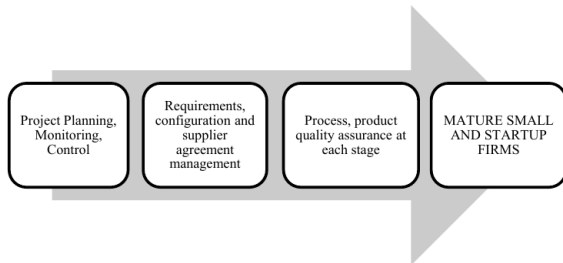 Project Planning,
Monitoring,
Control
Requirements,
configuration and
supplier
agreement
management
Process, product
quality assurance at
each stage
MATURE SMALL
AND STARTUP
FIRMS